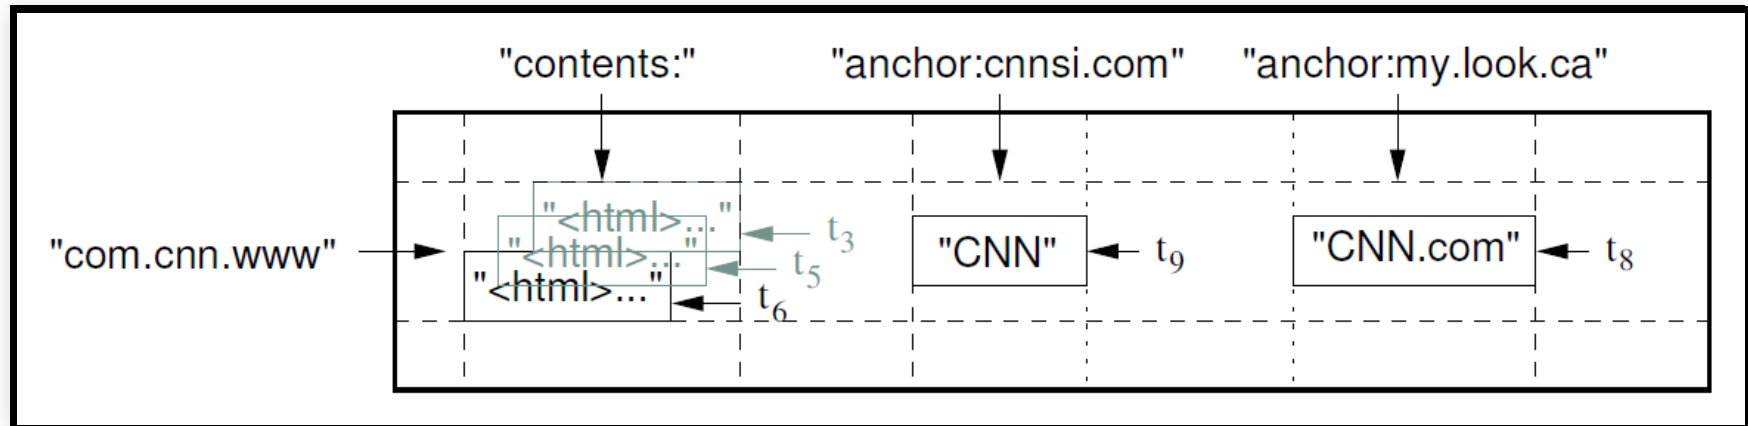 "contents:" "anchor:cnnsi.com" "anchor:my.look.ca"
"<html>..." t3
"com.cnn.www" "<html>..." t5 "CNN" t9 "CNN.com" t8
"<html>..." t6